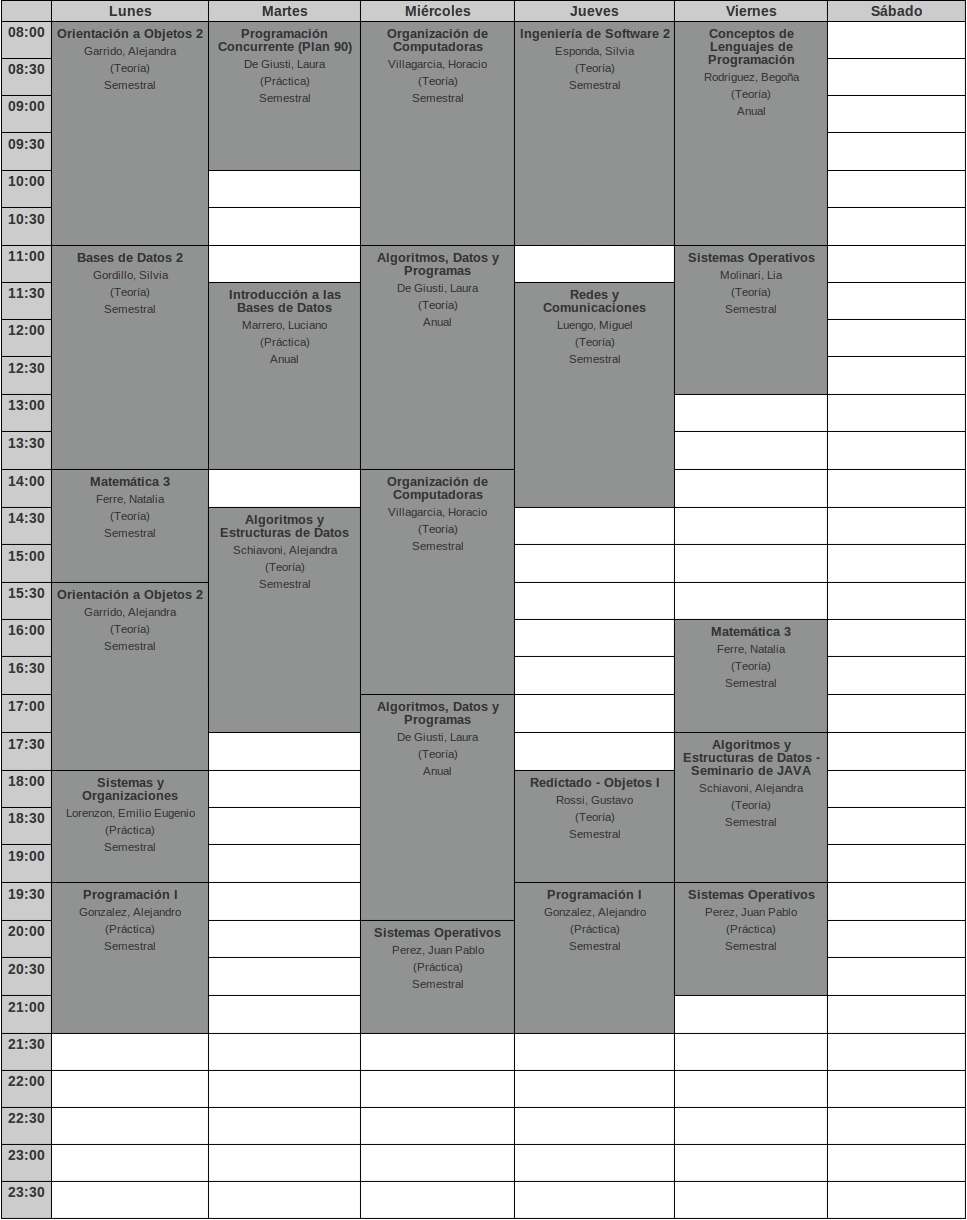 Lunes Martes Miércoles Jueves Viernes Sábado
08:00
08:30
09:00
09:30
10:00
10:30
11:00
11:30
12:00
12:30
13:00
13:30
14:00
14:30
15:00
15:30
16:00
16:30
17:00
17:30
18:00
18:30
19:00
19:30
20:00
20:30
21:00
21:30
22:00
22:30
23:00
23:30
Orientación a Objetos 2
Garrido, Alejandra
(Teoría)
Semestral
Bases de Datos 2
Gordillo, Silvia
(Teoría)
Semestral
Matemática 3
Ferre, Natalia
(Teoría)
Semestral
Orientación a Objetos 2
Garrido, Alejandra
(Teoría)
Semestral
Sistemas y
Organizaciones
Lorenzon, Emilio Eugenio
(Práctica)
Semestral
Programación I
Gonzalez, Alejandro
(Práctica)
Semestral
Programación
Concurrente (Plan 90)
De Giusti, Laura
(Práctica)
Semestral
Introducción a las
Bases de Datos
Marrero, Luciano
(Práctica)
Anual
Algoritmos y
Estructuras de Datos
Schiavoni, Alejandra
(Teoría)
Semestral
Organización de
Computadoras
Villagarcia, Horacio
(Teoría)
Semestral
Algoritmos, Datos y
Programas
De Giusti, Laura
(Teoría)
Anual
Organización de
Computadoras
Villagarcia, Horacio
(Teoría)
Semestral
Algoritmos, Datos y
Programas
De Giusti, Laura
(Teoría)
Anual
Sistemas Operativos
Perez, Juan Pablo
(Práctica)
Semestral
Ingeniería de Software 2
Esponda, Silvia
(Teoría)
Semestral
Redes y
Comunicaciones
Luengo, Miguel
(Teoría)
Semestral
Redictado - Objetos I
Rossi, Gustavo
(Teoría)
Semestral
Programación I
Gonzalez, Alejandro
(Práctica)
Semestral
Conceptos de
Lenguajes de
Programación
Rodriguez, Begoña
(Teoría)
Anual
Sistemas Operativos
Molinari, Lia
(Teoría)
Semestral
Matemática 3
Ferre, Natalia
(Teoría)
Semestral
Algoritmos y
Estructuras de Datos -
Seminario de JAVA
Schiavoni, Alejandra
(Teoría)
Semestral
Sistemas Operativos
Perez, Juan Pablo
(Práctica)
Semestral